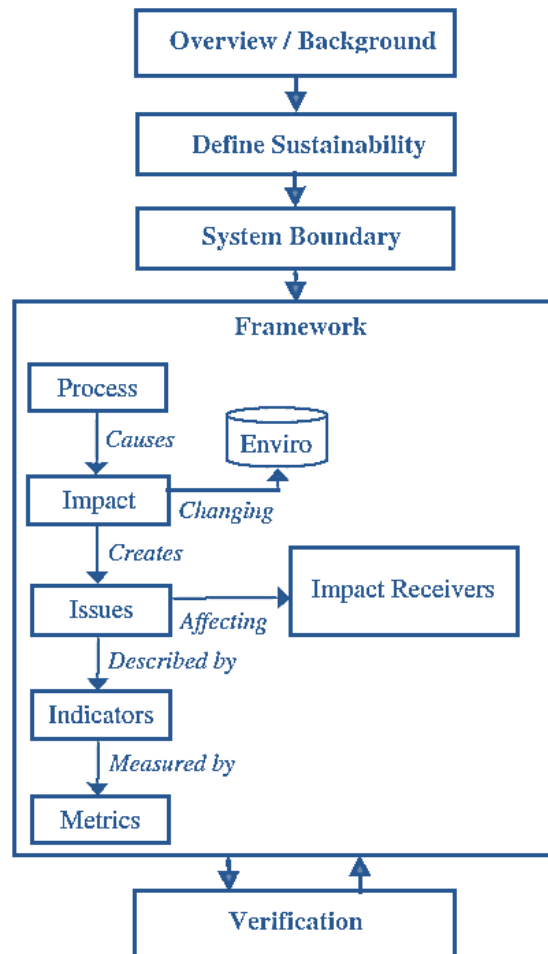 Overview / Background
Define Sustainability
System Boundary
Framework
Process
Causes
Enviro
Impact
Changing
Creates
Issues
Affecting
Impact Receivers
Described by
Indicators
Measured by
Metrics
Verification